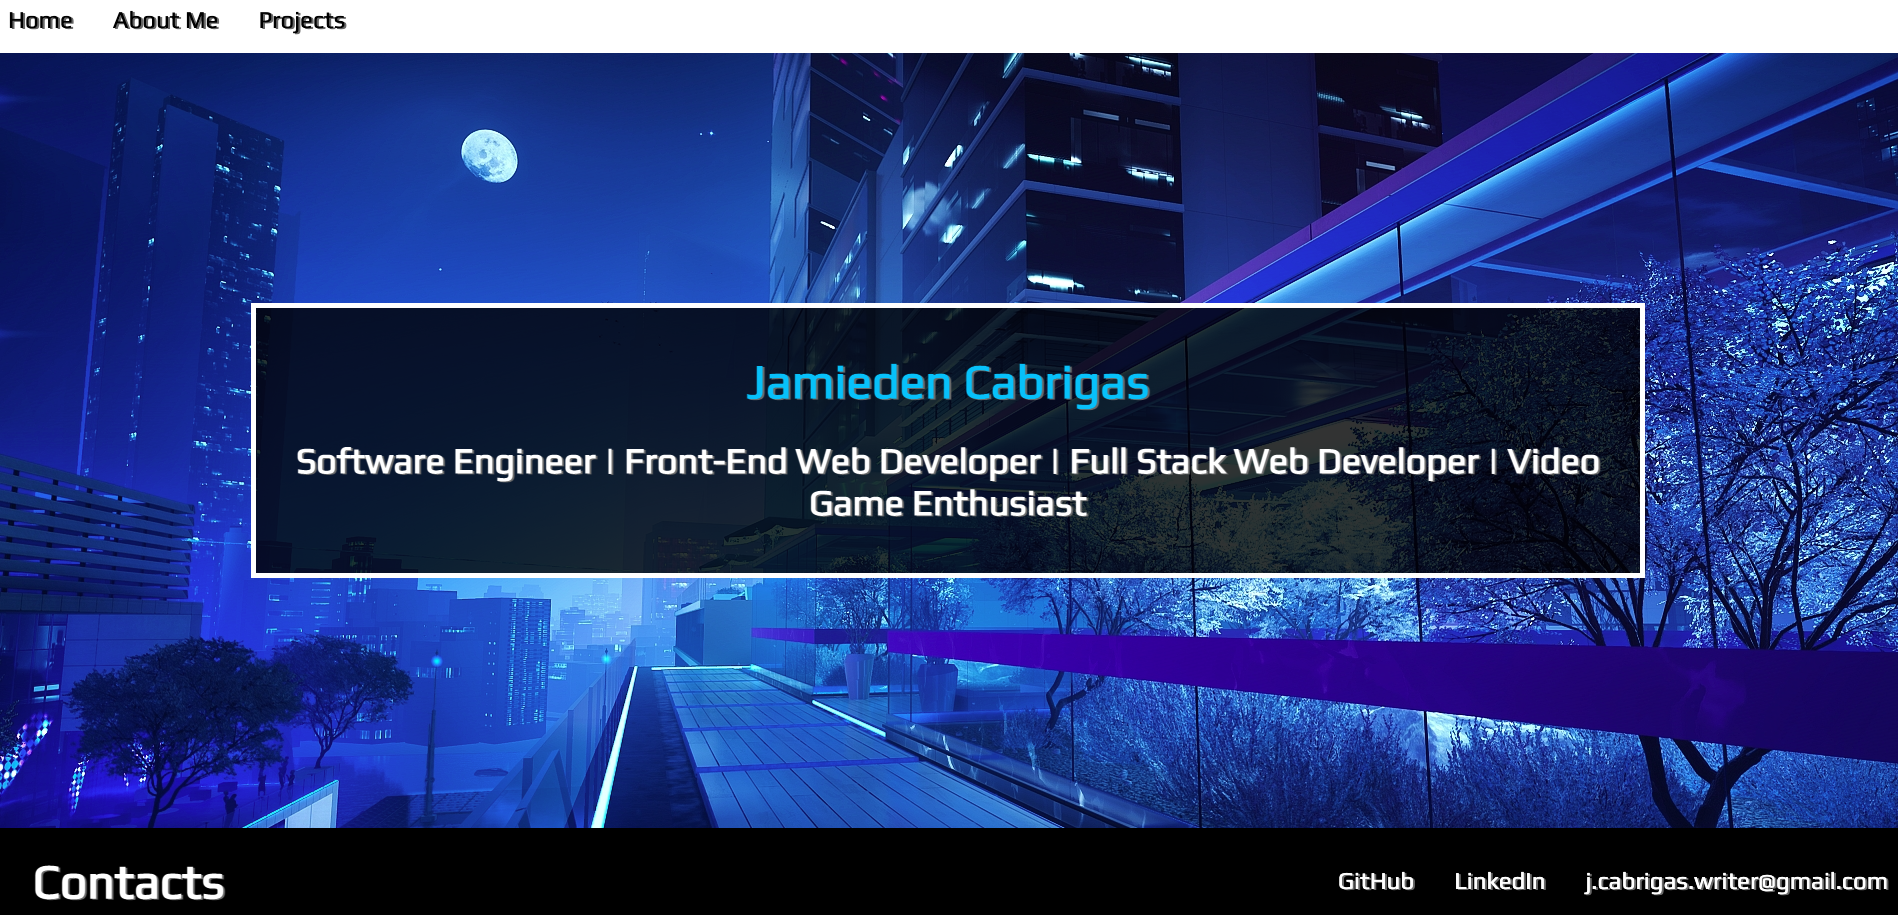 Home About Me Projects
Jamieden Cabrigas
Software Engineer | Front-End Web Developer | Full Stack Web Developer | Video
Game Enthusiast
Contacts GitHub LinkedIn j.cabrigas.writer@gmail.com